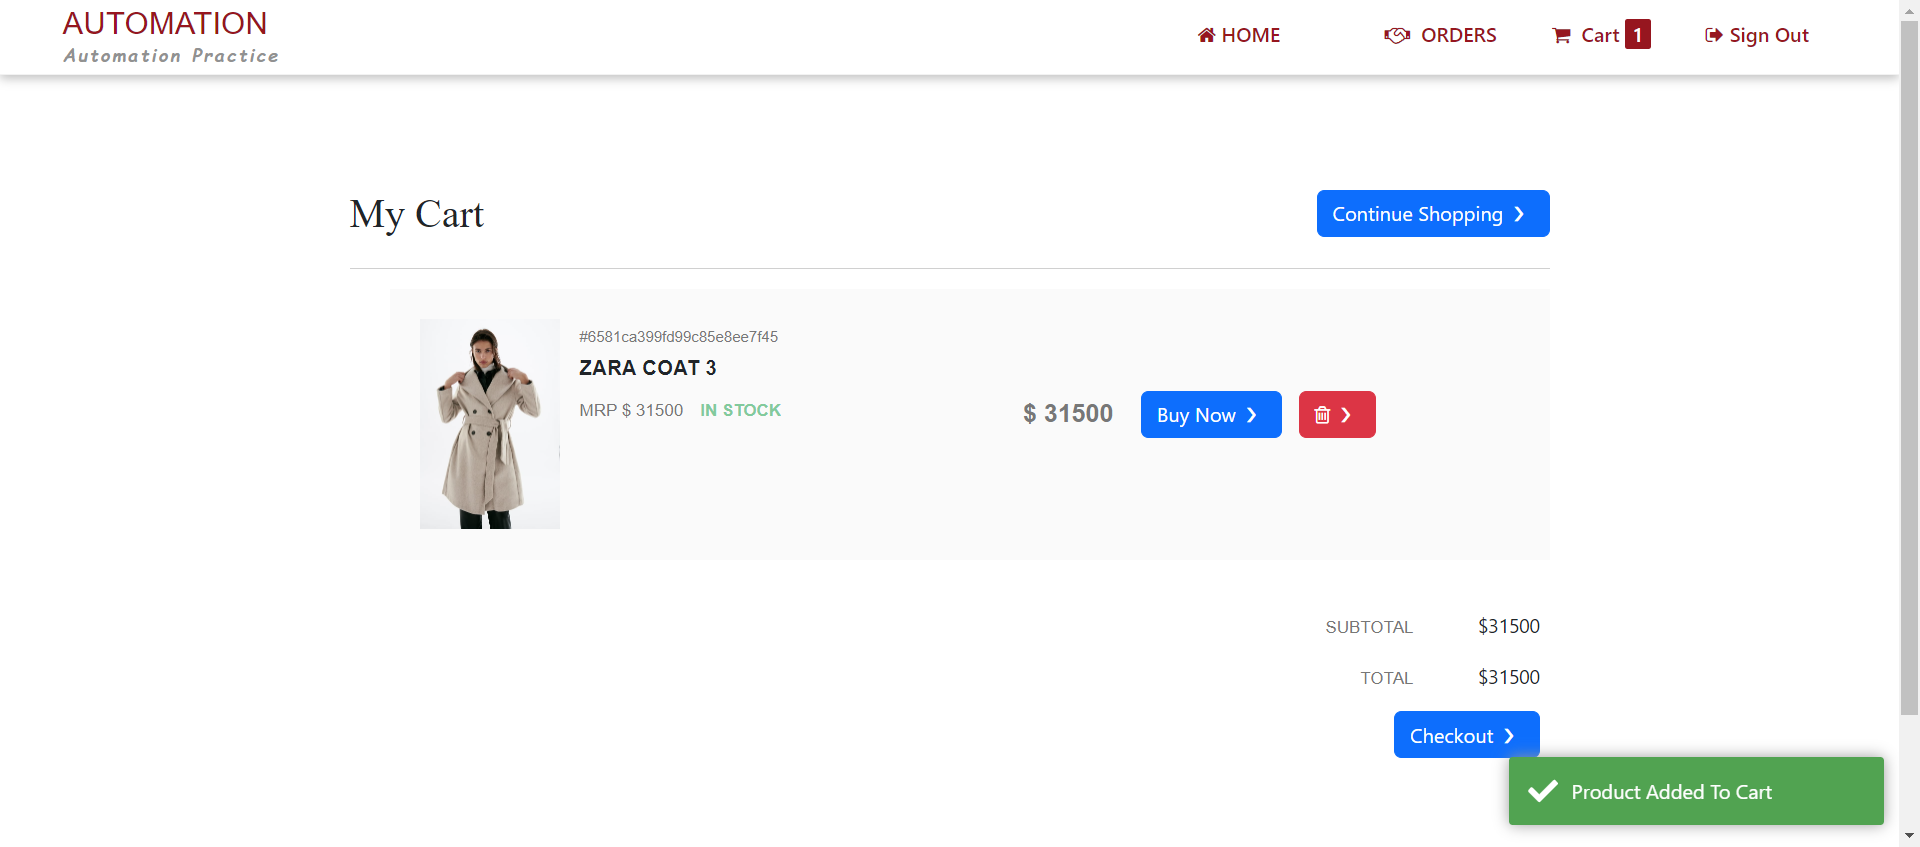 AUTOMATION
Automation Practice
HOME
ORDERS
Cart 1
Sign Out
My Cart
Continue Shopping
#6581ca399fd99c85e8ee7f45
ZARA COAT 3
MRP $ 31500 IN STOCK
$ 31500
Buy Now
SUBTOTAL $31500
TOTAL $31500
Checkout
Product Added To Cart